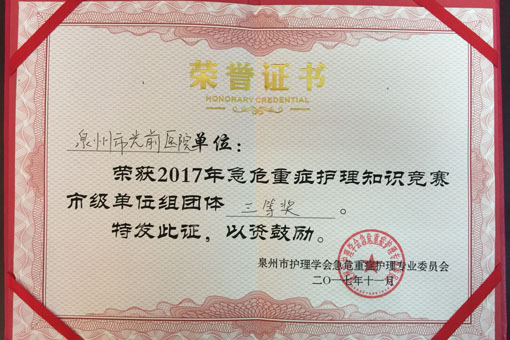 荣誉证书
HONORARY CREDENTIAL
泉州市光前医院单位：
荣获2017年急危重症护理知识竞赛
市级单位组团体 三等奖 。
特发此证，以资鼓励。
泉州市护理学会急危重症护理专业委员会
二〇一七年十一月